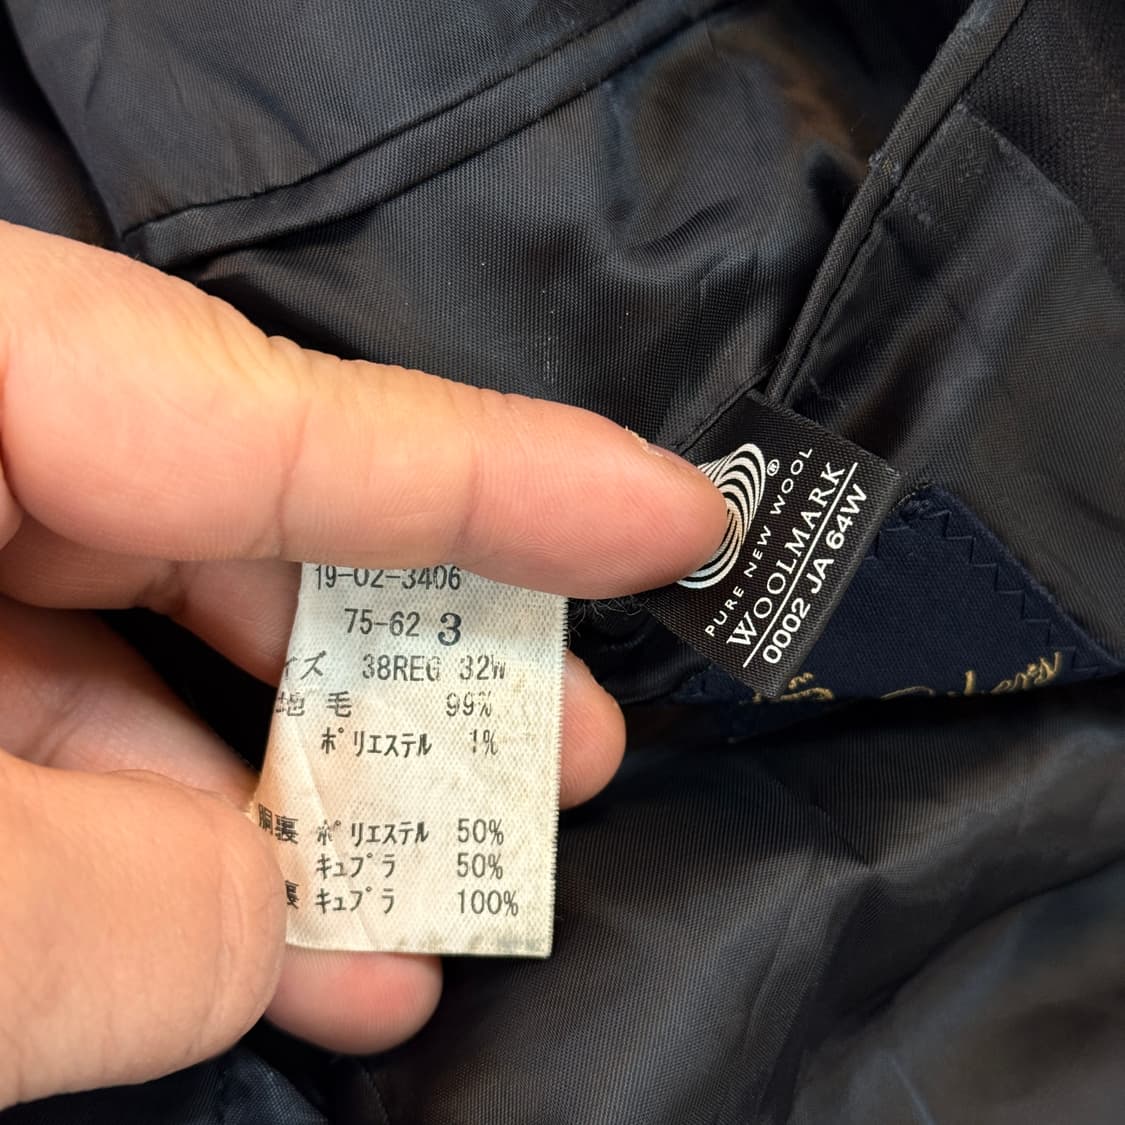 19-02-3406
75-62 3
イズ 38REG 32W
地 毛 99%
ポリエステル 1%
胴裏 ポリエステル 50%
キュプラ 50%
裏 キュプラ 100%
®
PURE NEW WOOL
WOOLMARK
0002 JA 64W